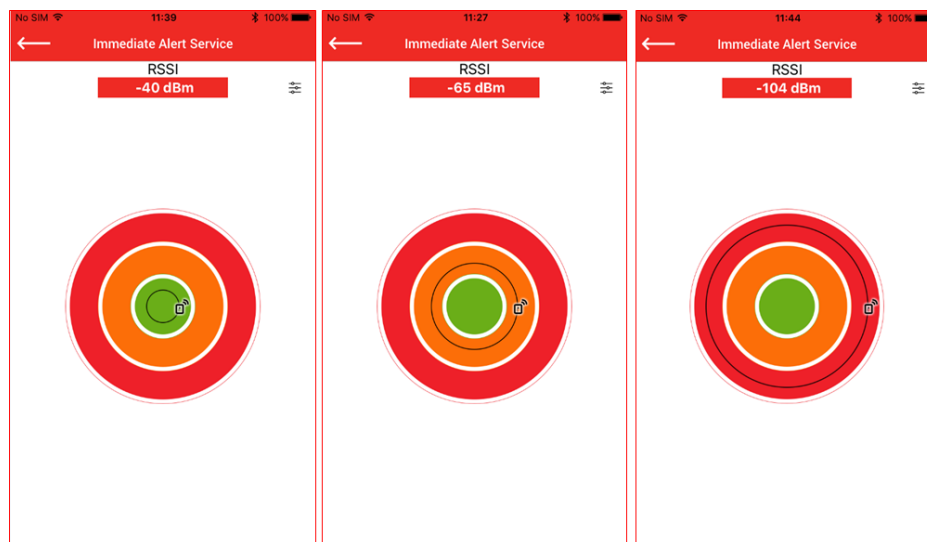 No SIM 11:39 100%
Immediate Alert Service
RSSI
-40 dBm
No SIM 11:27 100%
Immediate Alert Service
RSSI
-65 dBm
No SIM 11:44 100%
Immediate Alert Service
RSSI
-104 dBm